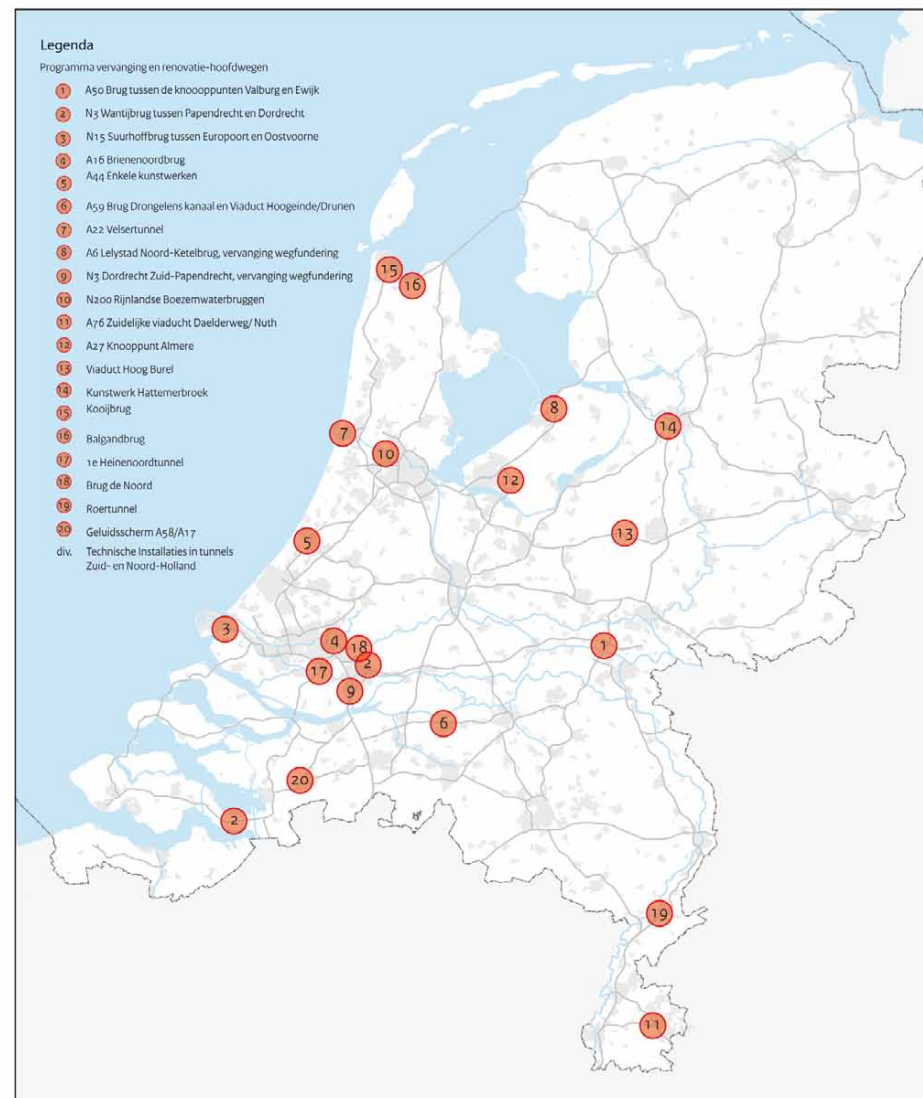 Legenda
Programma vervanging en renovatie-hoofdwegen
1 A50 Brug tussen de knoooppunten Valburg en Ewijk
2 N3 Wantijbrug tussen Papendrecht en Dordrecht
3 N15 Suurhoffbrug tussen Europoort en Oostvoorne
4 A16 Brienenoordbrug
5 A44 Enkele kunstwerken
6 A59 Brug Drongelens kanaal en Viaduct Hoogeinde/Drunen
7 A22 Velsertunnel
8 A6 Lelystad Noord-Ketelbrug, vervanging wegfundering
9 N3 Dordrecht Zuid-Papendrecht, vervanging wegfundering
10 N200 Rijnlandse Boezemwaterbruggen
11 A76 Zuidelijke viaducht Daelderweg/ Nuth
12 A27 Knooppunt Almere
13 Viaduct Hoog Burel
14 Kunstwerk Hattemerbroek
15 Kooijbrug
16 Balgandbrug
17 1e Heinenoordtunnel
18 Brug de Noord
19 Roertunnel
20 Geluidsscherm A58/A17
div. Technische Installaties in tunnels
Zuid- en Noord-Holland
15
16
8
14
7
10
12
13
5
3
4
18
2
1
17
9
6
20
2
19
11